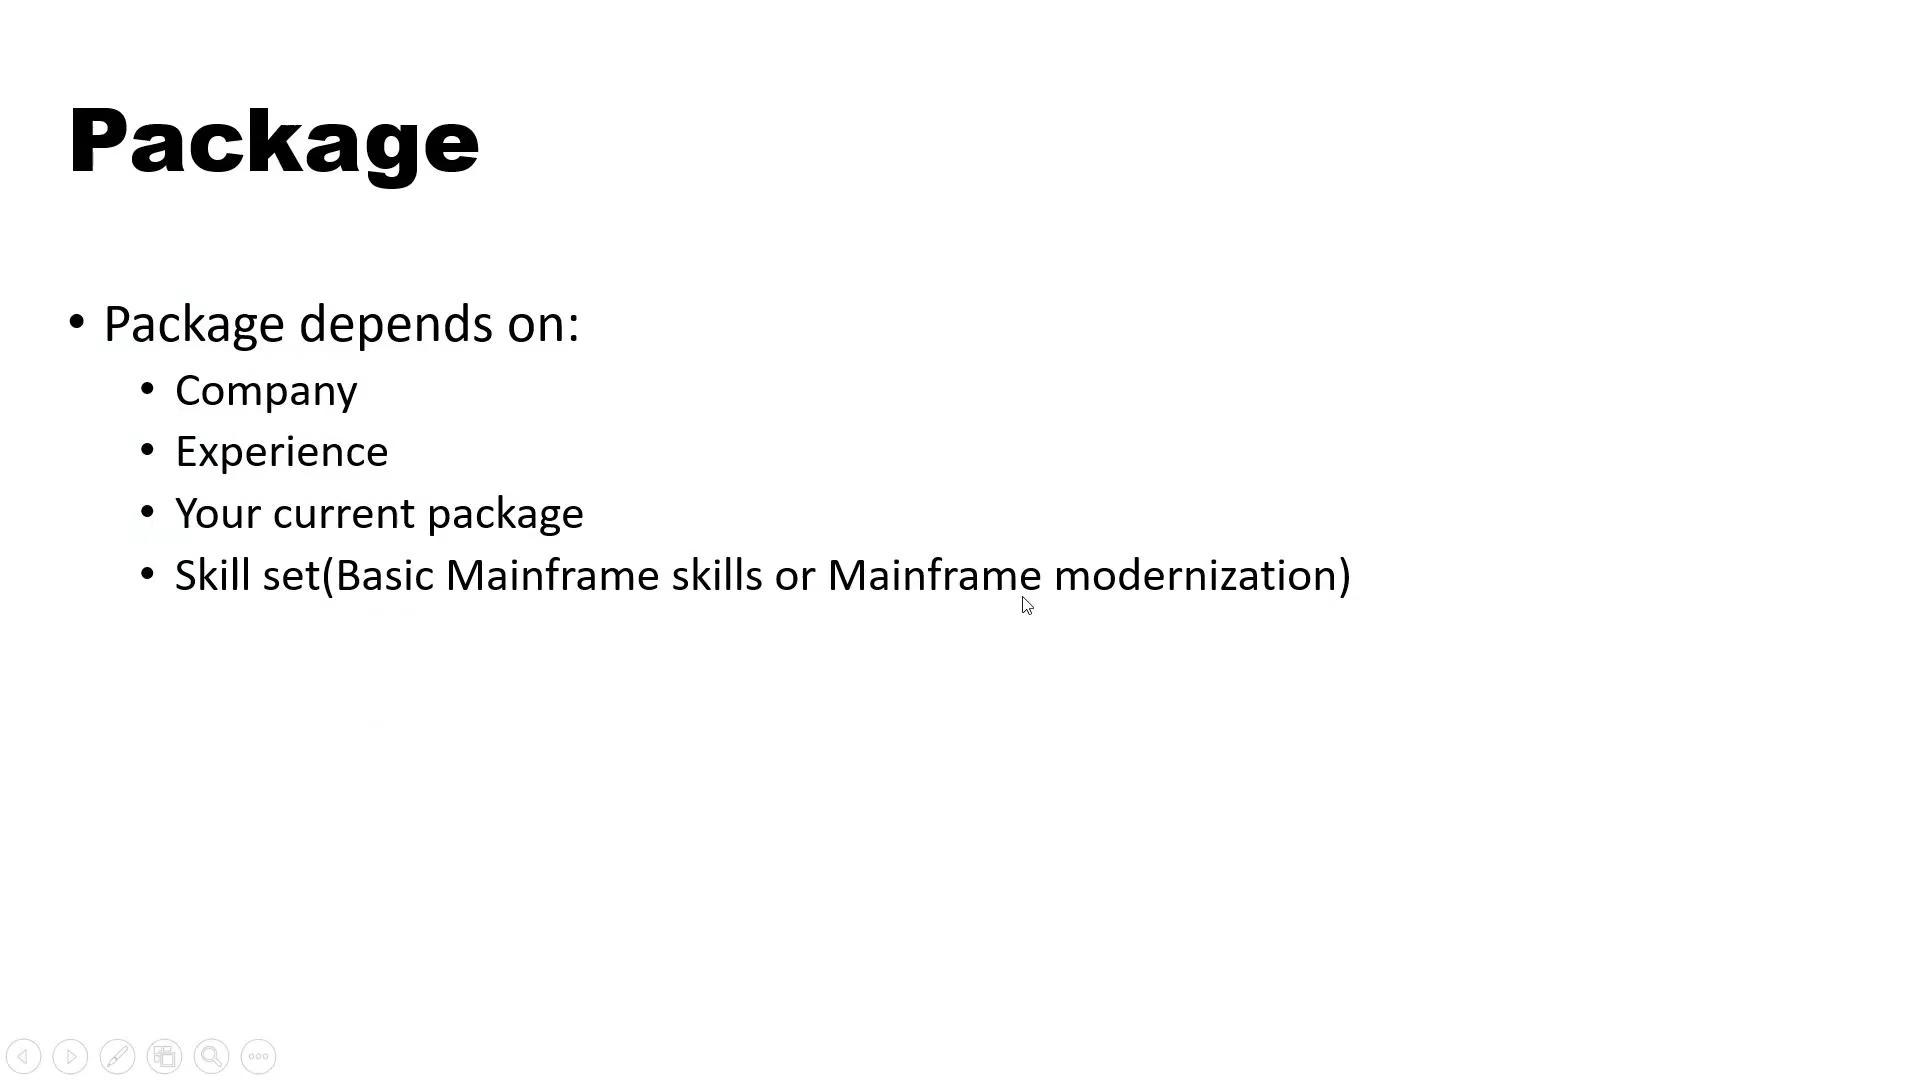 Package
• Package depends on:
• Company
• Experience
• Your current package
• Skill set(Basic Mainframe skills or Mainframe modernization)